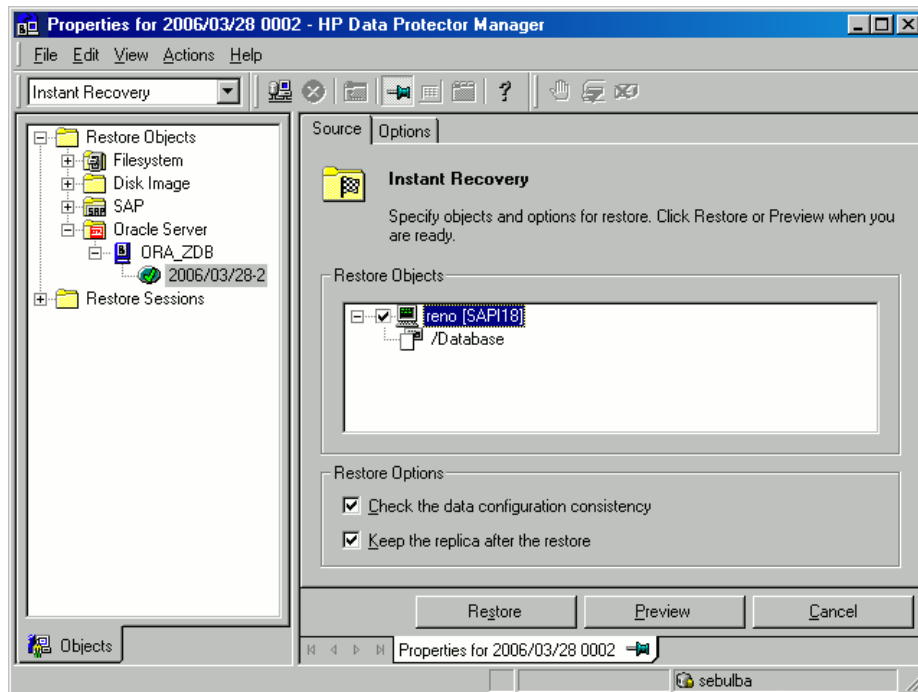 Properties for 2006/03/28 0002 - HP Data Protector Manager
File Edit View Actions Help
Instant Recovery
Restore Objects
Filesystem
Disk Image
SAP
Oracle Server
ORA_ZDB
2006/03/28-2
Restore Sessions
Objects
Source Options
Instant Recovery
Specify objects and options for restore. Click Restore or Preview when you
are ready.
Restore Objects
reno [SAPI18]
/Database
Restore Options
Check the data configuration consistency
Keep the replica after the restore
Restore Preview Cancel
Properties for 2006/03/28 0002
sebulba